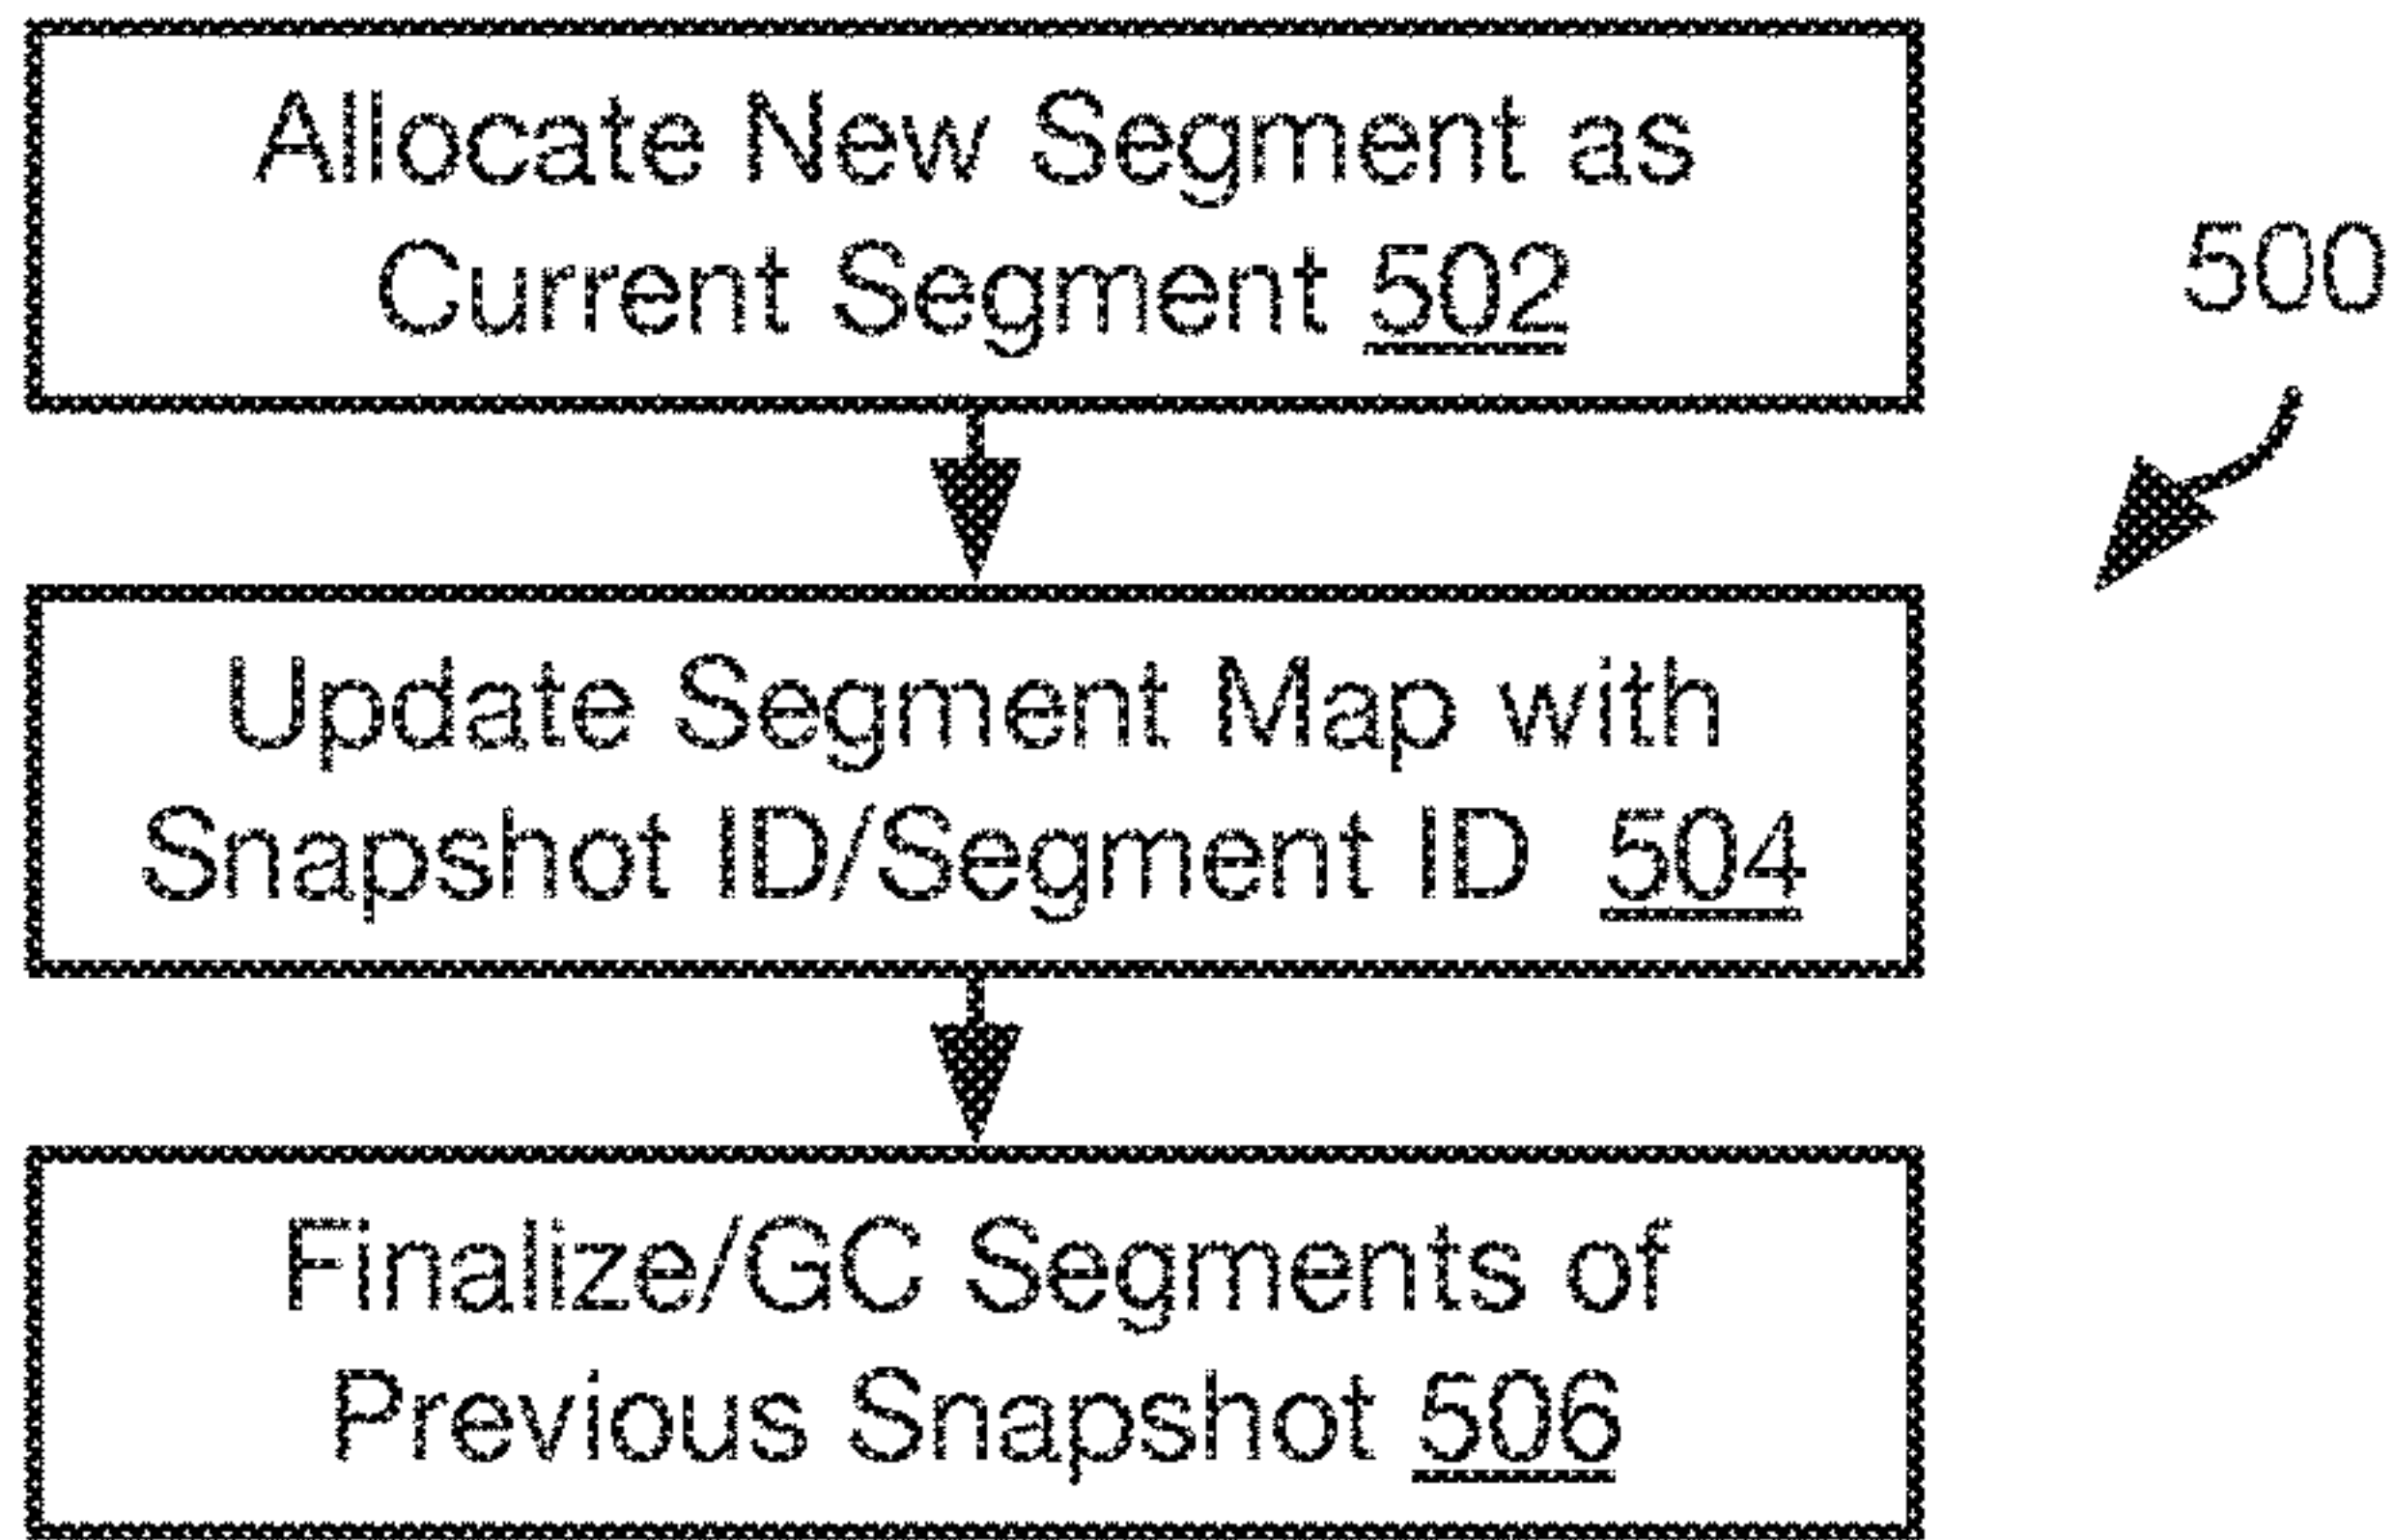 Allocate New Segment as
Current Segment 502
500
Update Segment Map with
Snapshot ID/Segment ID 504
Finalize/GC Segments of
Previous Snapshot 506